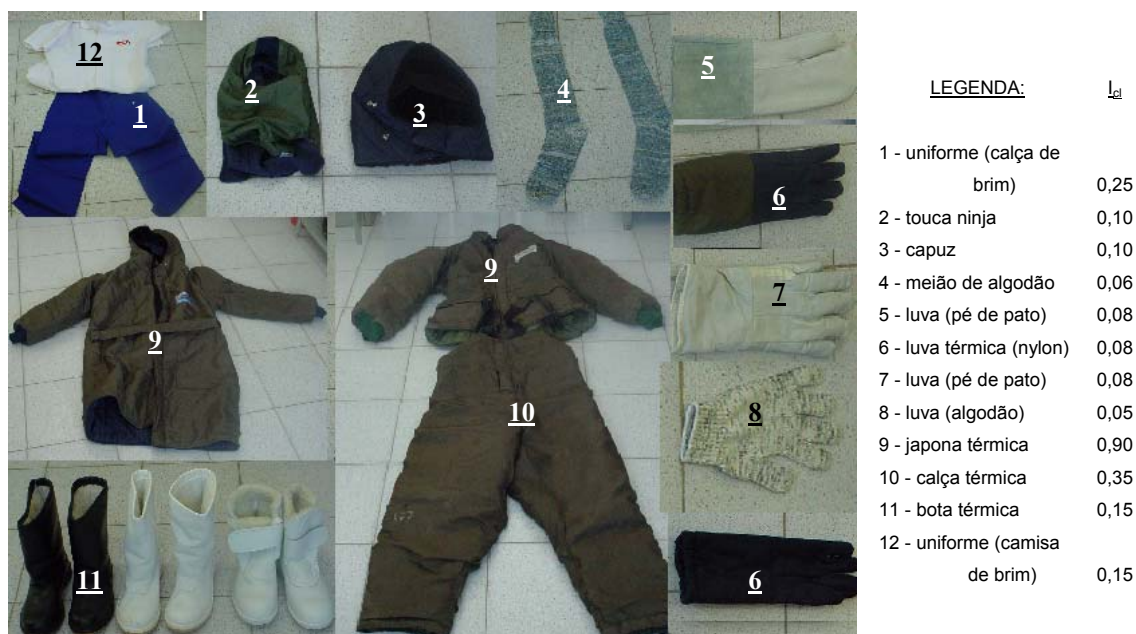 12
1
2
3
4
5
6
7
8
9
9
10
11
6
LEGENDA: Icl
1 - uniforme (calça de
brim) 0,25
2 - touca ninja 0,10
3 - capuz 0,10
4 - meião de algodão 0,06
5 - luva (pé de pato) 0,08
6 - luva térmica (nylon) 0,08
7 - luva (pé de pato) 0,08
8 - luva (algodão) 0,05
9 - japona térmica 0,90
10 - calça térmica 0,35
11 - bota térmica 0,15
12 - uniforme (camisa
de brim) 0,15